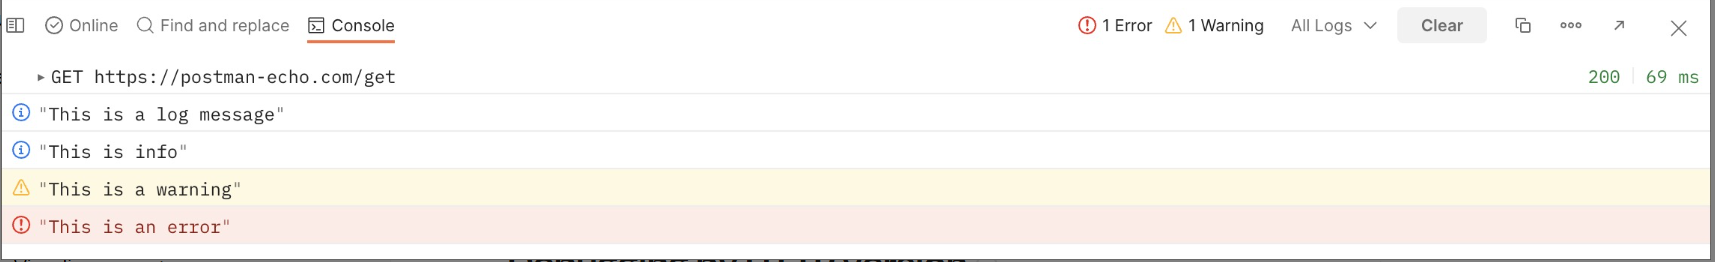 Online Find and replace Console 1 Error 1 Warning All Logs Clear
GET https://postman-echo.com/get 200 69 ms
"This is a log message"
"This is info"
"This is a warning"
"This is an error"